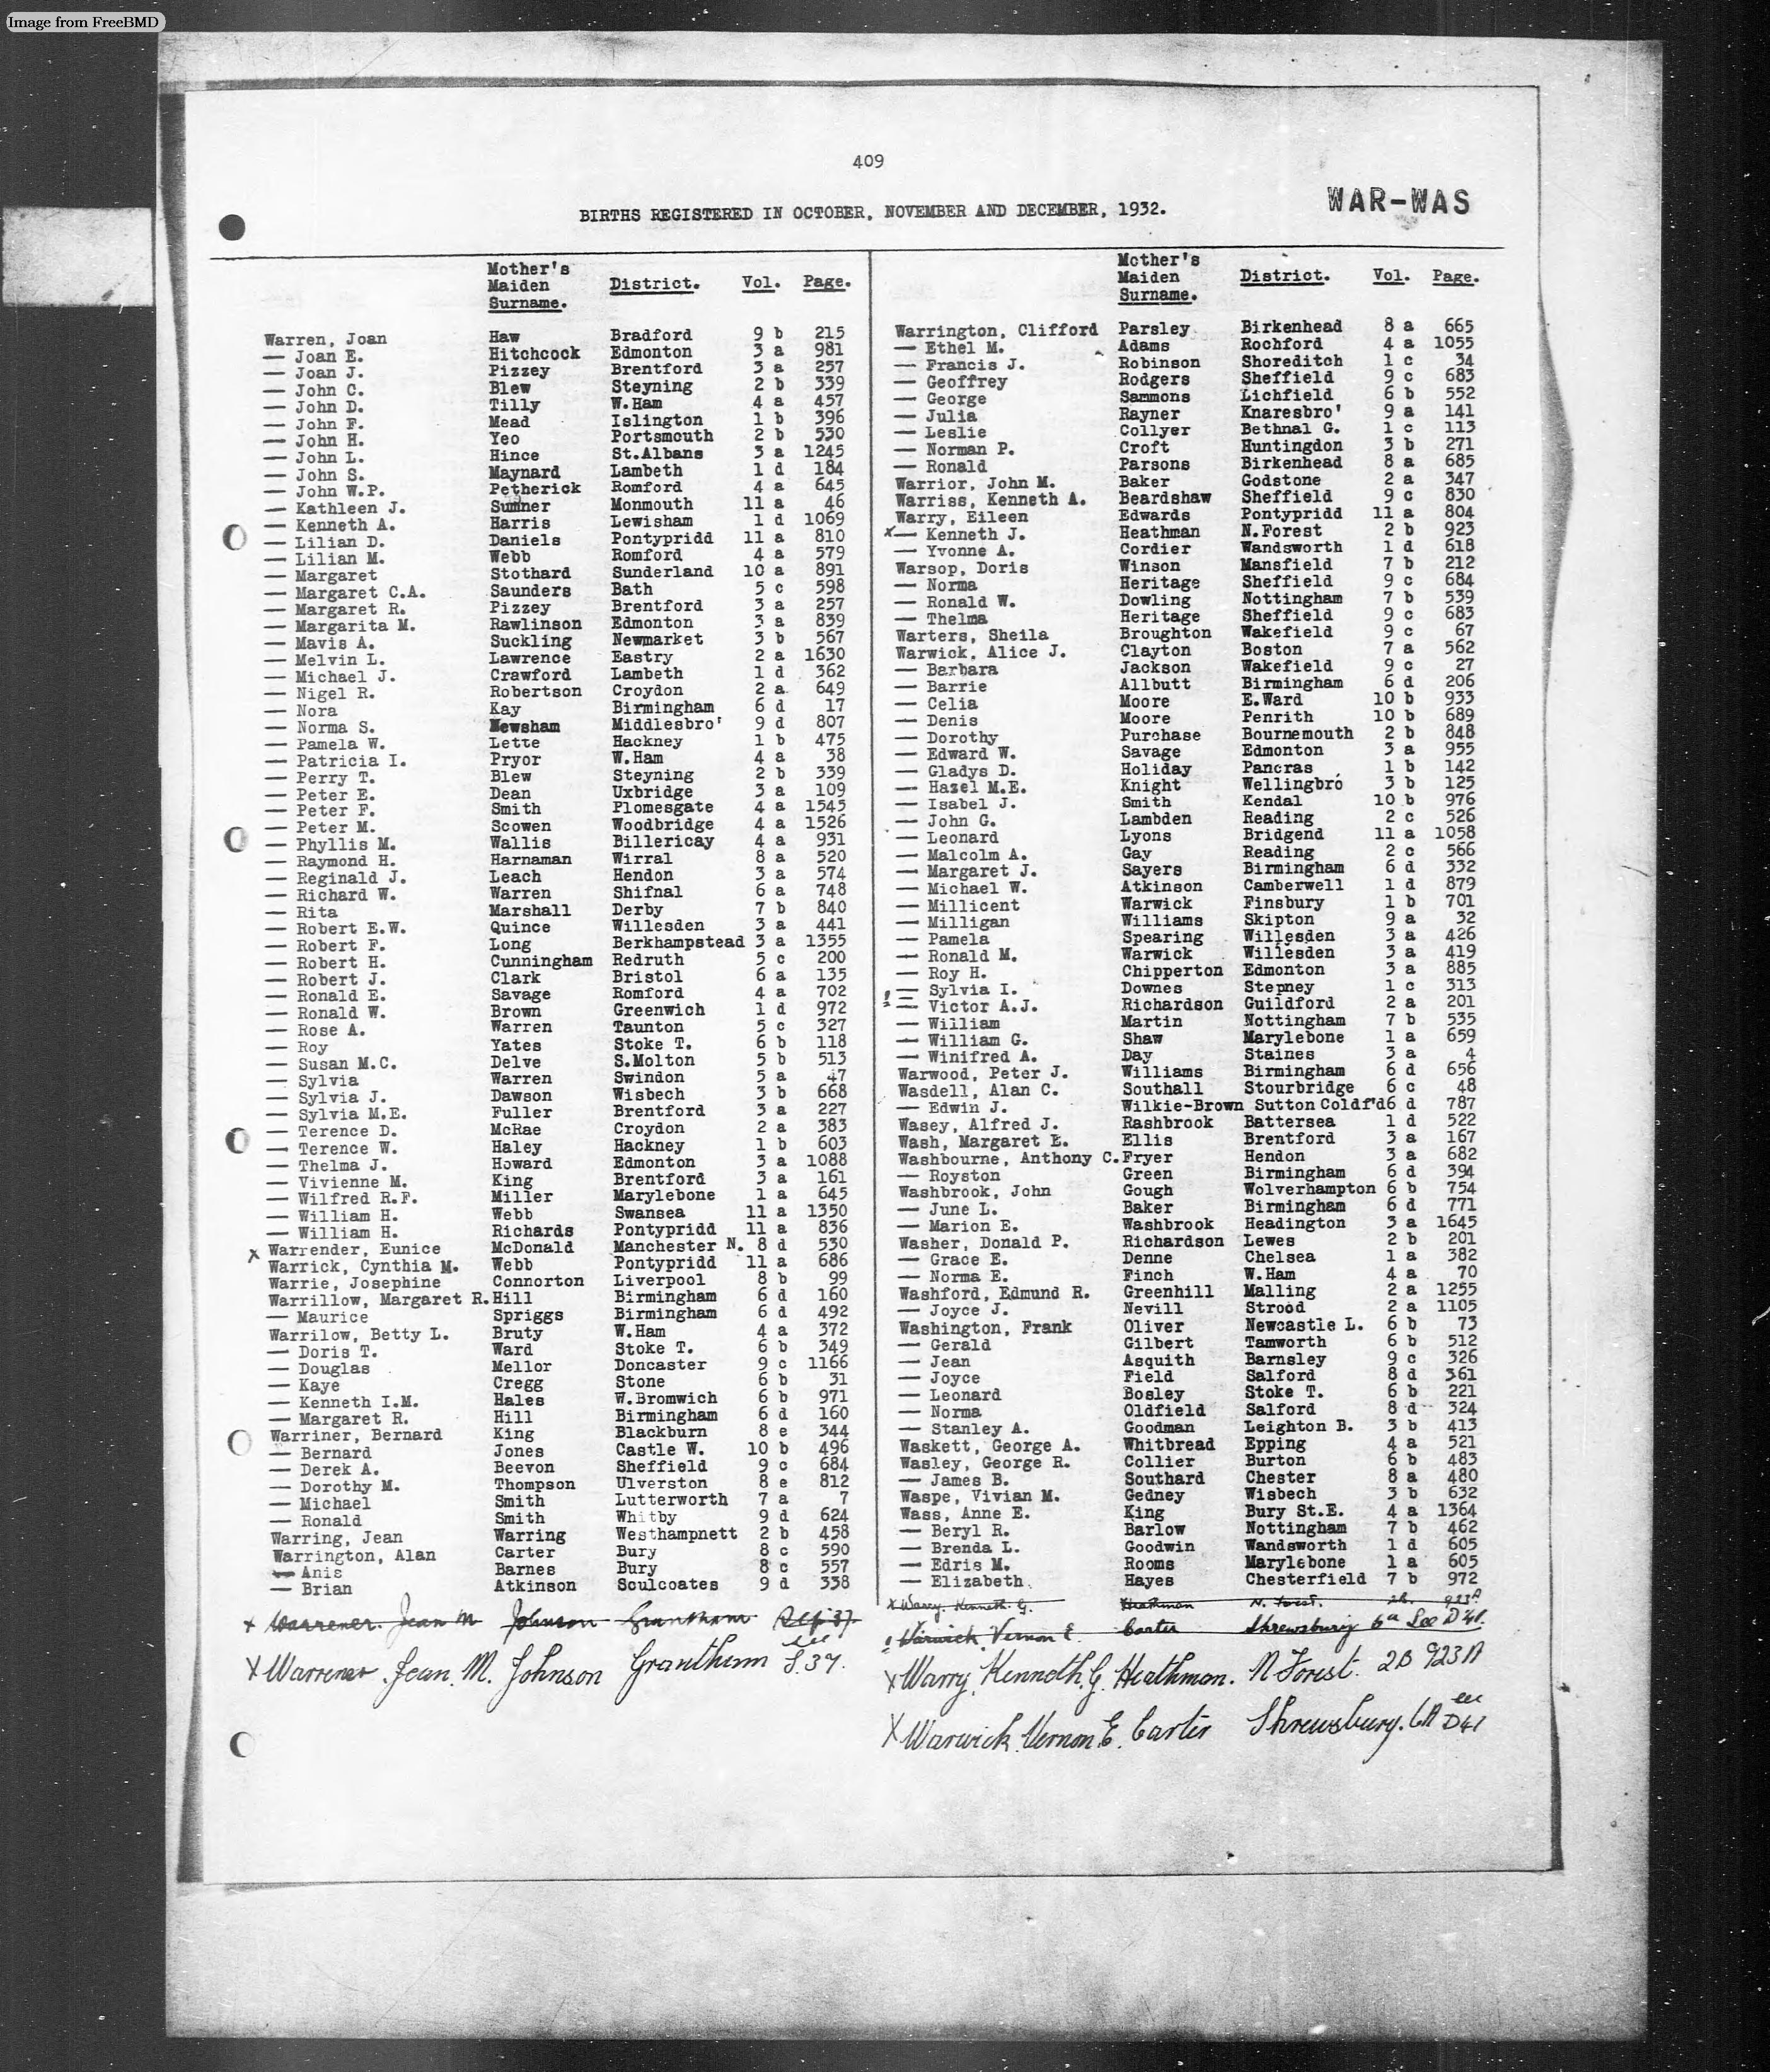 Image from FreeBMD
409
WAR-WAS
BIRTHS REGISTERED IN OCTOBER, NOVEMBER AND DECEMBER, 1932.
Mother's Maiden Surname. District. Vol. Page.
Warren, Joan Haw Bradford 9 b 215
— Joan E. Hitchcock Edmonton 3 a 981
— Joan J. Pizzey Brentford 3 a 257
— John C. Blew Steyning 2 b 339
— John D. Tilly W.Ham 4 a 457
— John F. Mead Islington 1 b 396
— John H. Yeo Portsmouth 2 b 530
— John L. Hince St.Albans 3 a 1245
— John S. Maynard Lambeth 1 d 184
— John W.P. Petherick Romford 4 a 645
— Kathleen J. Sumner Monmouth 11 a 46
— Kenneth A. Harris Lewisham 1 d 1069
— Lilian D. Daniels Pontypridd 11 a 810
— Lilian M. Webb Romford 4 a 579
— Margaret Stothard Sunderland 10 a 891
— Margaret C.A. Saunders Bath 5 c 598
— Margaret R. Pizzey Brentford 3 a 257
— Margarita M. Rawlinson Edmonton 3 a 839
— Mavis A. Suckling Newmarket 3 b 567
— Melvin L. Lawrence Eastry 2 a 1630
— Michael J. Crawford Lambeth 1 d 362
— Nigel R. Robertson Croydon 2 a 649
— Nora Kay Birmingham 6 d 17
— Norma S. Newsham Middlesbro' 9 d 807
— Pamela W. Lette Hackney 1 b 475
— Patricia I. Pryor W.Ham 4 a 38
— Perry T. Blew Steyning 2 b 339
— Peter E. Dean Uxbridge 3 a 109
— Peter F. Smith Plomesgate 4 a 1545
— Peter M. Scowen Woodbridge 4 a 1526
— Phyllis M. Wallis Billericay 4 a 931
— Raymond H. Harnaman Wirral 8 a 520
— Reginald J. Leach Hendon 3 a 574
— Richard W. Warren Shifnal 6 a 748
— Rita Marshall Derby 7 b 840
— Robert E.W. Quince Willesden 3 a 441
— Robert F. Long Berkhampstead 3 a 1355
— Robert H. Cunningham Redruth 5 c 200
— Robert J. Clark Bristol 6 a 135
— Ronald E. Savage Romford 4 a 702
— Ronald W. Brown Greenwich 1 d 972
— Rose A. Warren Taunton 5 c 327
— Roy Yates Stoke T. 6 b 118
— Susan M.C. Delve S.Molton 5 b 513
— Sylvia Warren Swindon 5 a 47
— Sylvia J. Dawson Wisbech 3 b 668
— Sylvia M.E. Fuller Brentford 3 a 227
— Terence D. McRae Croydon 2 a 383
— Terence W. Haley Hackney 1 b 603
— Thelma J. Howard Edmonton 3 a 1088
— Vivienne M. King Brentford 3 a 161
— Wilfred R.F. Miller Marylebone 1 a 645
— William H. Webb Swansea 11 a 1350
— William H. Richards Pontypridd 11 a 836
x Warrender, Eunice McDonald Manchester N. 8 d 530
Warrick, Cynthia M. Webb Pontypridd 11 a 686
Warrie, Josephine Connorton Liverpool 8 b 99
Warrillow, Margaret R. Hill Birmingham 6 d 160
— Maurice Spriggs Birmingham 6 d 492
Warrilow, Betty L. Bruty W.Ham 4 a 372
— Doris T. Ward Stoke T. 6 b 349
— Douglas Mellor Doncaster 9 c 1166
— Kaye Cregg Stone 6 b 31
— Kenneth I.M. Hales W.Bromwich 6 b 971
— Margaret R. Hill Birmingham 6 d 160
Warriner, Bernard King Blackburn 8 e 344
— Bernard Jones Castle W. 10 b 496
— Derek A. Beevon Sheffield 9 c 684
— Dorothy M. Thompson Ulverston 8 e 812
— Michael Smith Lutterworth 7 a 7
— Ronald Smith Whitby 9 d 624
Warring, Jean Warring Westhampnett 2 b 458
Warrington, Alan Carter Bury 8 c 590
— Anis Barnes Bury 8 c 557
— Brian Atkinson Sculcoates 9 d 338
x Warrener. Jean M Johnson Grantham
x Warrener. Jean. M. Johnson Grantham see S.37.
Mother's Maiden Surname. District. Vol. Page.
Warrington, Clifford Parsley Birkenhead 8 a 665
— Ethel M. Adams Rochford 4 a 1055
— Francis J. Robinson Shoreditch 1 c 34
— Geoffrey Rodgers Sheffield 9 c 683
— George Sammons Lichfield 6 b 552
— Julia Rayner Knaresbro' 9 a 141
— Leslie Collyer Bethnal G. 1 c 113
— Norman P. Croft Huntingdon 3 b 271
— Ronald Parsons Birkenhead 8 a 685
Warrior, John M. Baker Godstone 2 a 347
Warriss, Kenneth A. Beardshaw Sheffield 9 c 830
Warry, Eileen Edwards Pontypridd 11 a 804
x — Kenneth J. Heathman N.Forest 2 b 923
— Yvonne A. Cordier Wandsworth 1 d 618
Warsop, Doris Winson Mansfield 7 b 212
— Norma Heritage Sheffield 9 c 684
— Ronald W. Dowling Nottingham 7 b 539
— Thelma Heritage Sheffield 9 c 683
Warters, Sheila Broughton Wakefield 9 c 67
Warwick, Alice J. Clayton Boston 7 a 562
— Barbara Jackson Wakefield 9 c 27
— Barrie Allbutt Birmingham 6 d 206
— Celia Moore E.Ward 10 b 933
— Denis Moore Penrith 10 b 689
— Dorothy Purchase Bournemouth 2 b 848
— Edward W. Savage Edmonton 3 a 955
— Gladys D. Holiday Pancras 1 b 142
— Hazel M.E. Knight Wellingbro' 3 b 125
— Isabel J. Smith Kendal 10 b 976
— John G. Lambden Reading 2 c 526
— Leonard Lyons Bridgend 11 a 1058
— Malcolm A. Gay Reading 2 c 566
— Margaret J. Sayers Birmingham 6 d 332
— Michael W. Atkinson Camberwell 1 d 879
— Millicent Warwick Finsbury 1 b 701
— Milligan Williams Skipton 9 a 32
— Pamela Spearing Willesden 3 a 426
— Ronald M. Warwick Willesden 3 a 419
— Roy H. Chipperton Edmonton 3 a 885
— Sylvia I. Downes Stepney 1 c 313
! — Victor A.J. Richardson Guildford 2 a 201
— William Martin Nottingham 7 b 535
— William G. Shaw Marylebone 1 a 659
— Winifred A. Day Staines 3 a 4
Warwood, Peter J. Williams Birmingham 6 d 656
Wasdell, Alan C. Southall Stourbridge 6 c 48
— Edwin J. Wilkie-Brown Sutton Coldf'd 6 d 787
Wasey, Alfred J. Rashbrook Battersea 1 d 522
Wash, Margaret E. Ellis Brentford 3 a 167
Washbourne, Anthony C. Fryer Hendon 3 a 682
— Royston Green Birmingham 6 d 394
Washbrook, John Gough Wolverhampton 6 b 754
— June L. Baker Birmingham 6 d 771
— Marion E. Washbrook Headington 3 a 1645
Washer, Donald P. Richardson Lewes 2 b 201
— Grace E. Denne Chelsea 1 a 382
— Norma E. Finch W.Ham 4 a 70
Washford, Edmund R. Greenhill Malling 2 a 1255
— Joyce J. Nevill Strood 2 a 1105
Washington, Frank Oliver Newcastle L. 6 b 73
— Gerald Gilbert Tamworth 6 b 512
— Jean Asquith Barnsley 9 c 326
— Joyce Field Salford 8 d 361
— Leonard Bosley Stoke T. 6 b 221
— Norma Oldfield Salford 8 d 324
— Stanley A. Goodman Leighton B. 3 b 413
Waskett, George A. Whitbread Epping 4 a 521
Wasley, George R. Collier Burton 6 b 483
— James B. Southard Chester 8 a 480
Waspe, Vivian M. Gedney Wisbech 3 b 632
Wass, Anne E. King Bury St.E. 4 a 1364
— Beryl R. Barlow Nottingham 7 b 462
— Brenda L. Goodwin Wandsworth 1 d 605
— Edris M. Rooms Marylebone 1 a 605
— Elizabeth Hayes Chesterfield 7 b 972
x Warry. Kenneth. G. Heathman N. Forest. 2b. 923A
! Warwick, Vernon E. Carter Shrewsbury 6a See D'41.
x Warry, Kenneth. G. Heathman. N Forest. 2B 923A
x Warwick. Vernon. E. Carter Shrewsbury. 6A see D41